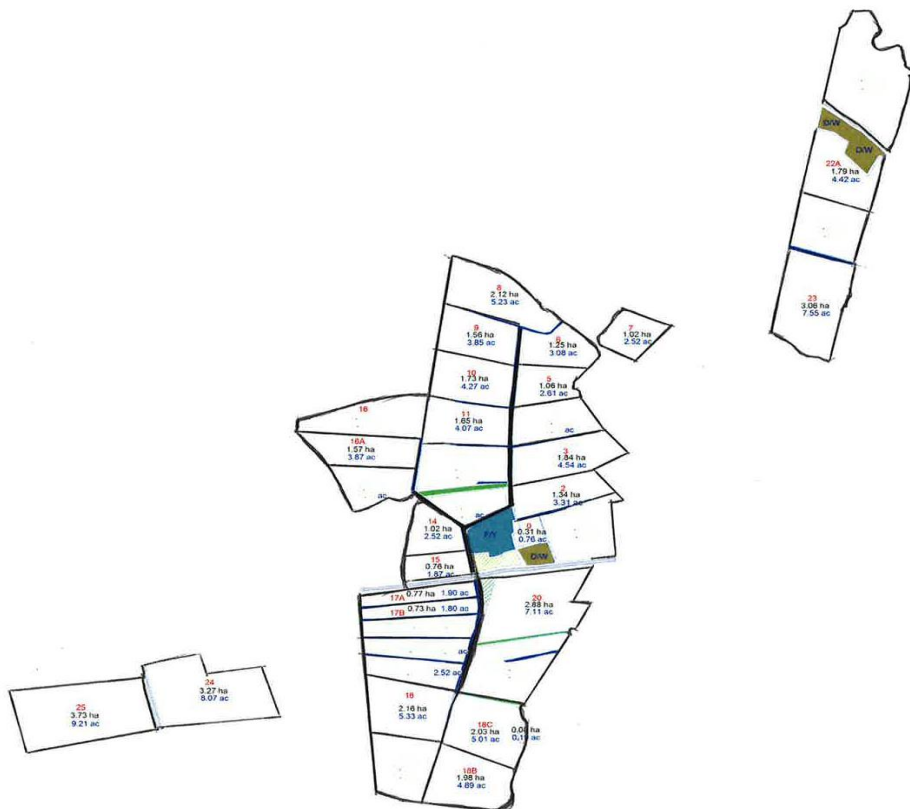 D/W
D/W
22A
1.79 ha
4.42 ac
23
3.06 ha
7.55 ac
8
2.12 ha
5.23 ac
9
1.56 ha
3.85 ac
6
1.25 ha
3.08 ac
7
1.02 ha
2.52 ac
10
1.73 ha
4.27 ac
5
1.06 ha
2.61 ac
16
11
1.65 ha
4.07 ac
ac
16A
1.57 ha
3.87 ac
3
1.84 ha
4.54 ac
ac
2
1.34 ha
3.31 ac
ac
14
1.02 ha
2.52 ac
F/Y
0.31 ha
0.76 ac
D/W
15
0.76 ha
1.87 ac
17A 0.77 ha 1.90 ac
17B 0.73 ha 1.80 ac
20
2.88 ha
7.11 ac
ac
2.52 ac
18
2.16 ha
5.33 ac
18C
2.03 ha
5.01 ac
18B
1.98 ha
4.89 ac
24
3.27 ha
8.07 ac
25
3.73 ha
9.21 ac